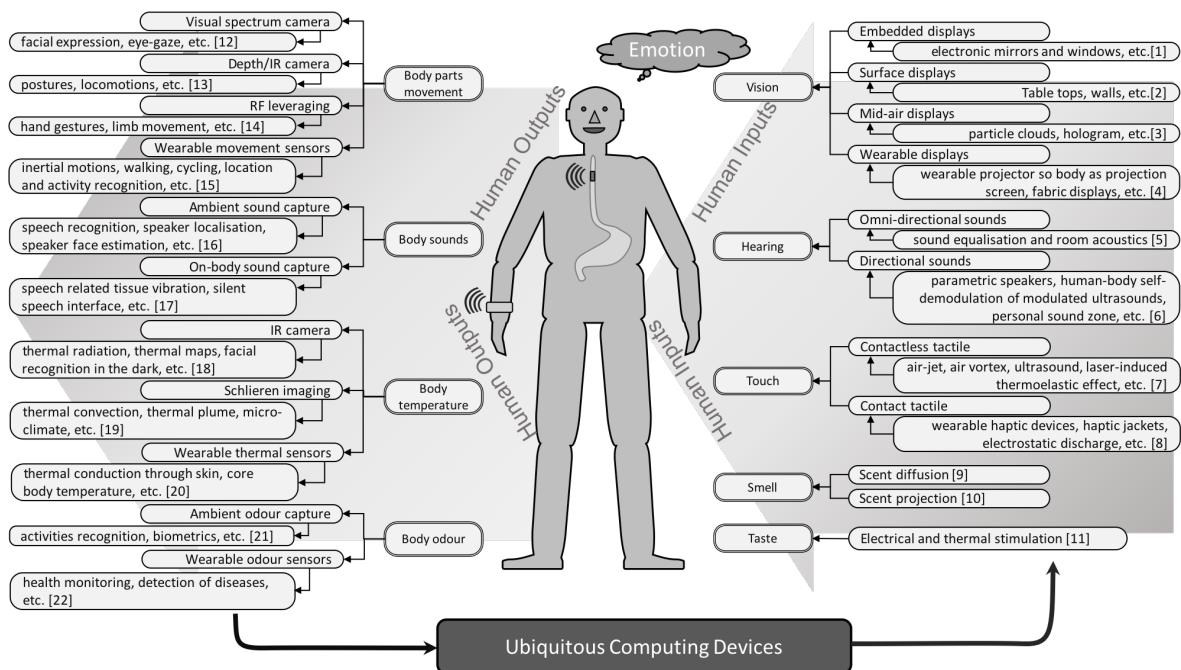 Visual spectrum camera
facial expression, eye-gaze, etc. [12]
Depth/IR camera
postures, locomotions, etc. [13]
RF leveraging
hand gestures, limb movement, etc. [14]
Wearable movement sensors
inertial motions, walking, cycling, location
and activity recognition, etc. [15]
Body parts
movement
Ambient sound capture
speech recognition, speaker localisation,
speaker face estimation, etc. [16]
On-body sound capture
speech related tissue vibration, silent
speech interface, etc. [17]
Body sounds
IR camera
thermal radiation, thermal maps, facial
recognition in the dark, etc. [18]
Schlieren imaging
thermal convection, thermal plume, micro-
climate, etc. [19]
Wearable thermal sensors
thermal conduction through skin, core
body temperature, etc. [20]
Body
temperature
Ambient odour capture
activities recognition, biometrics, etc. [21]
Wearable odour sensors
health monitoring, detection of diseases,
etc. [22]
Body odour
Human Outputs
Human Outputs
Emotion
Human Inputs
Human Inputs
Vision
Embedded displays
electronic mirrors and windows, etc.[1]
Surface displays
Table tops, walls, etc.[2]
Mid-air displays
particle clouds, hologram, etc.[3]
Wearable displays
wearable projector so body as projection
screen, fabric displays, etc. [4]
Hearing
Omni-directional sounds
sound equalisation and room acoustics [5]
Directional sounds
parametric speakers, human-body self-
demodulation of modulated ultrasounds,
personal sound zone, etc. [6]
Touch
Contactless tactile
air-jet, air vortex, ultrasound, laser-induced
thermoelastic effect, etc. [7]
Contact tactile
wearable haptic devices, haptic jackets,
electrostatic discharge, etc. [8]
Smell
Scent diffusion [9]
Scent projection [10]
Taste
Electrical and thermal stimulation [11]
Ubiquitous Computing Devices